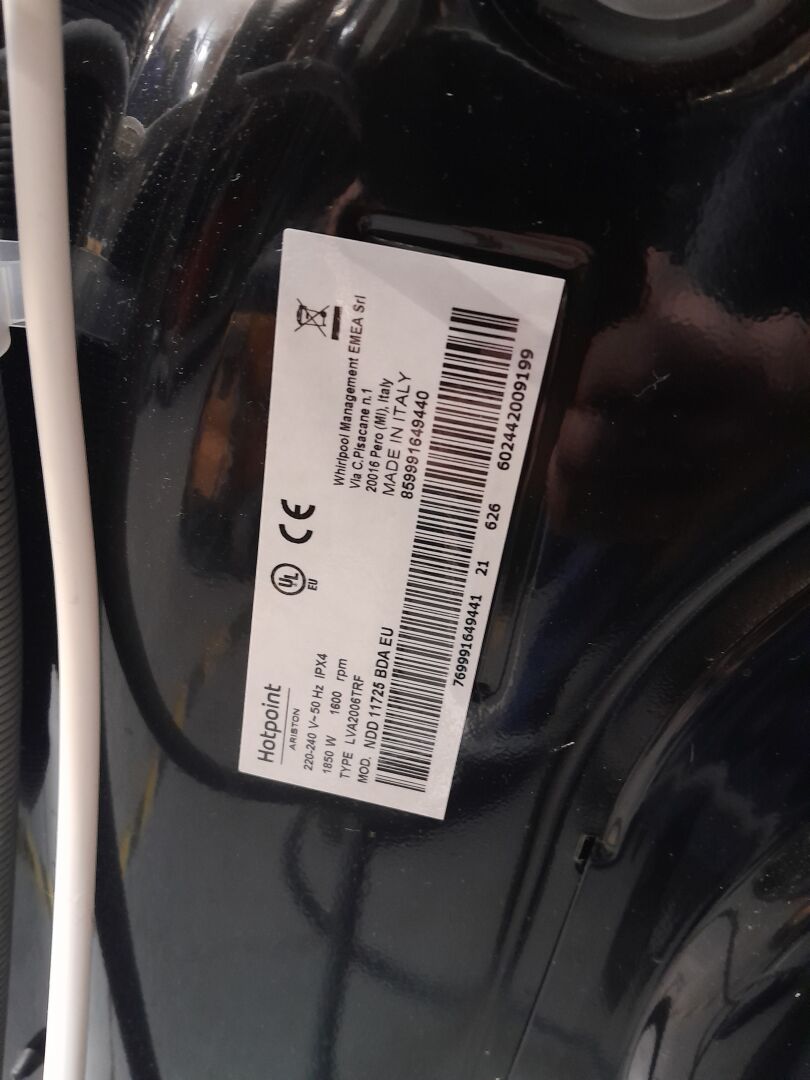 Hotpoint
ARISTON
220-240 V~50 Hz IPX4
1850 W 1600 rpm
TYPE LVA2006TRF
MOD. NDD 11725 BDA EU
UL
EU
CE
Whirlpool Management EMEA Srl
Via C.Pisacane n.1
20016 Pero (MI), Italy
MADE IN ITALY
859991649440
769991649441 21 626 602442009199